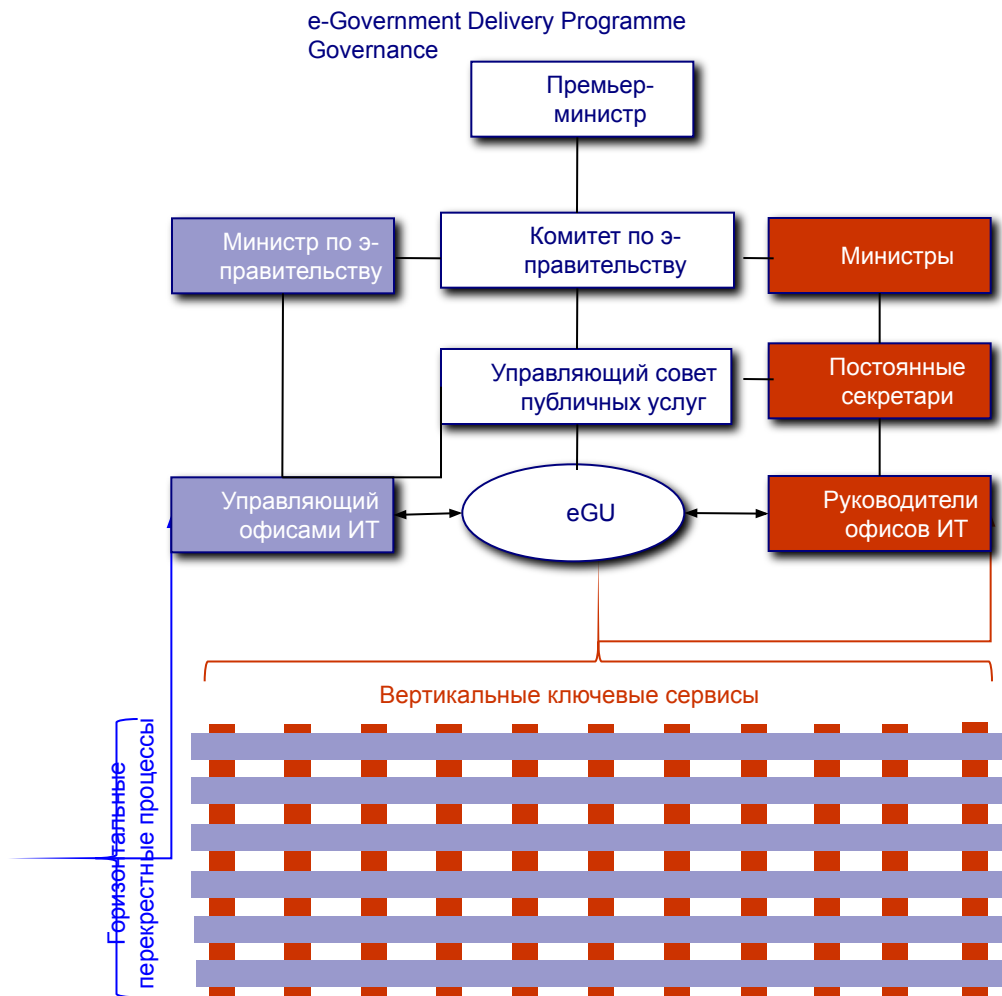 e-Government Delivery Programme
Governance
Премьер-
министр
Министр по э-
правительству
Комитет по э-
правительству
Министры
Управляющий совет
публичных услуг
Постоянные
секретари
Управляющий
офисами ИТ
eGU
Руководители
офисов ИТ
Вертикальные ключевые сервисы
Горизонтальные
перекрестные процессы